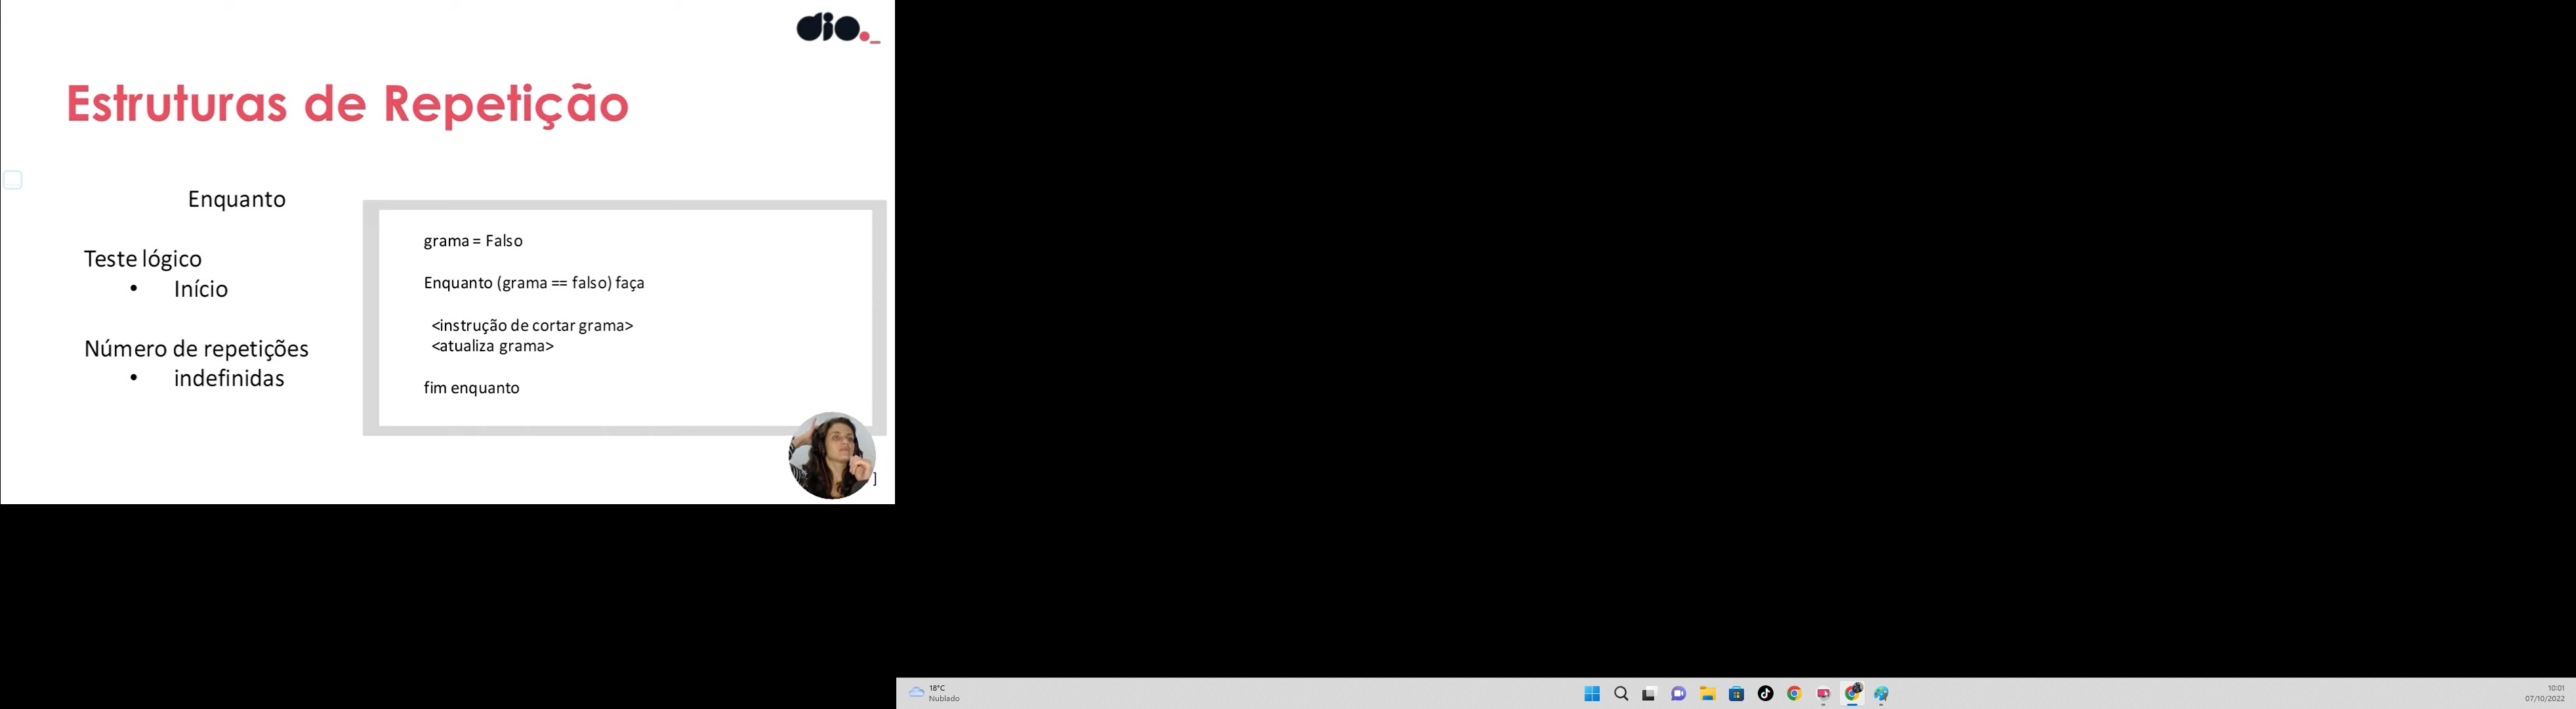 dio._
Estruturas de Repetição
Enquanto
Teste lógico
• Início
Número de repetições
• indefinidas
grama = Falso
Enquanto (grama == falso) faça
<instrução de cortar grama>
<atualiza grama>
fim enquanto
]
18°C
Nublado
10:01
07/10/2022